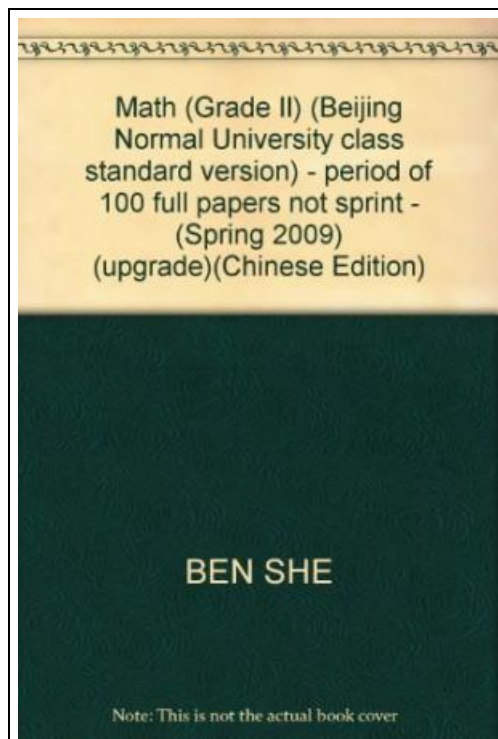 Math (Grade II) (Beijing
Normal University class
standard version) - period of
100 full papers not sprint -
(Spring 2009)
(upgrade)(Chinese Edition)
BEN SHE
Note: This is not the actual book cover